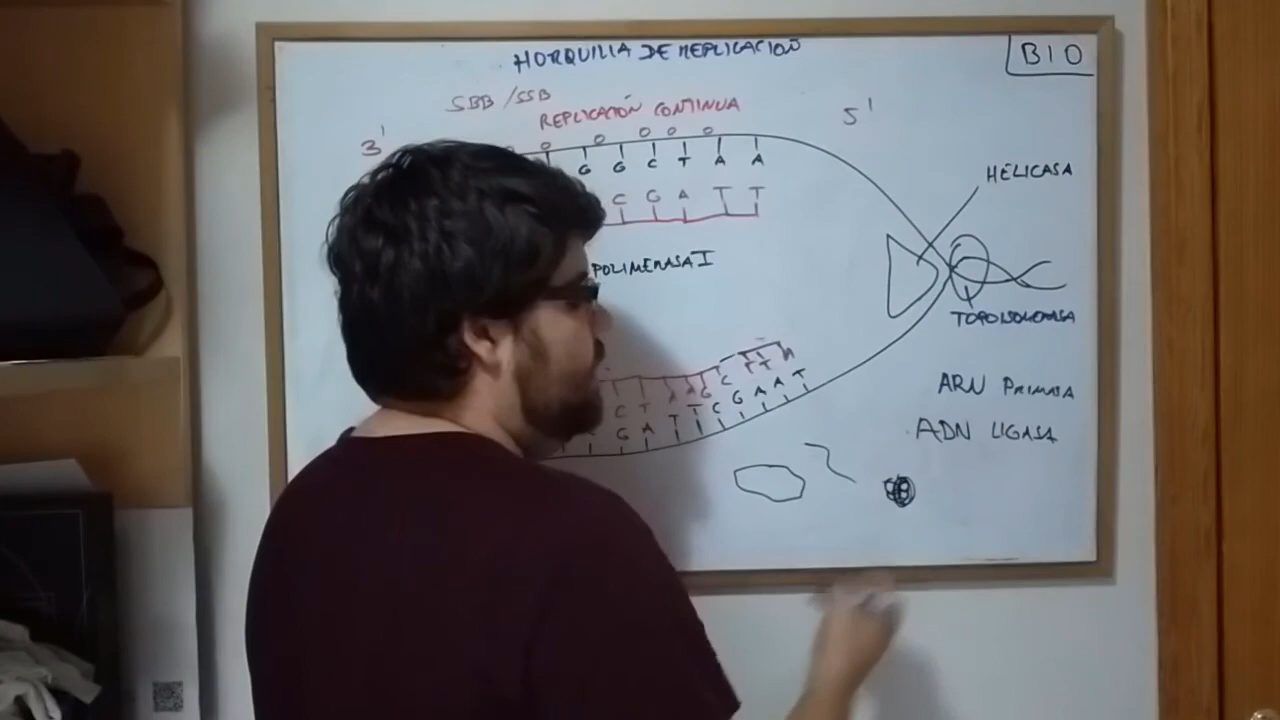 HORQUILLA DE REPLICACIÓN
BIO
SBB/SSB
REPLICACIÓN CONTINUA
3'
5'
G G C T A A
C G A T T
HELICASA
POLIMERASA I
TOPOISOMERASA
C T A A G C T T A
G A T T C G A A T
ARN PRIMASA
ADN LIGASA